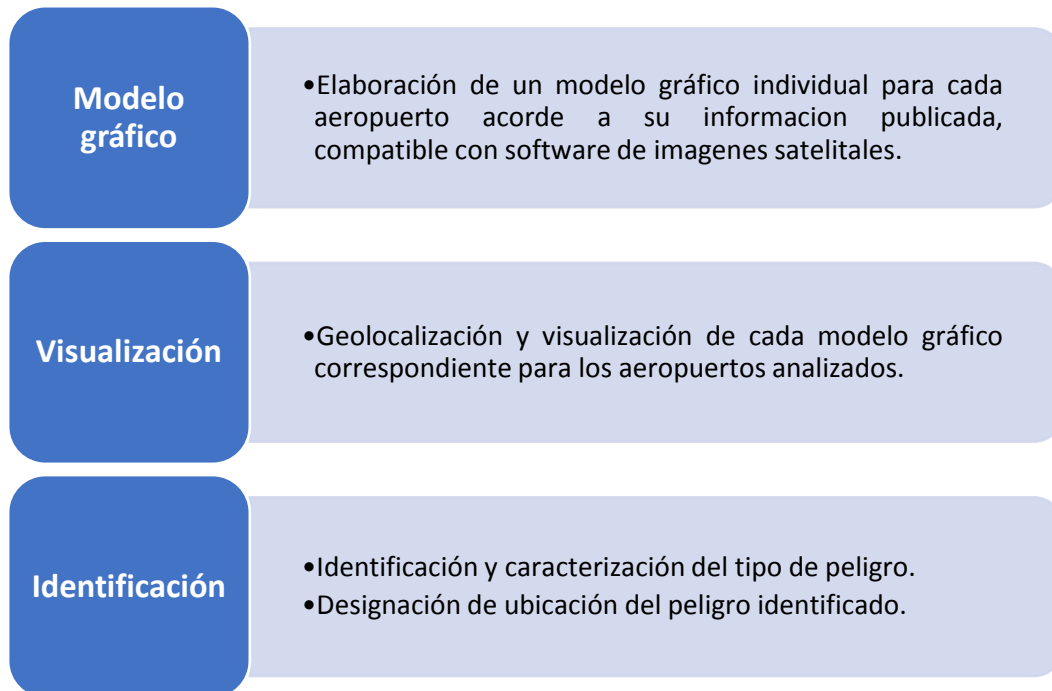 Modelo
gráfico
•Elaboración de un modelo gráfico individual para cada
aeropuerto acorde a su informacion publicada,
compatible con software de imagenes satelitales.
Visualización
•Geolocalización y visualización de cada modelo gráfico
correspondiente para los aeropuertos analizados.
Identificación
•Identificación y caracterización del tipo de peligro.
•Designación de ubicación del peligro identificado.